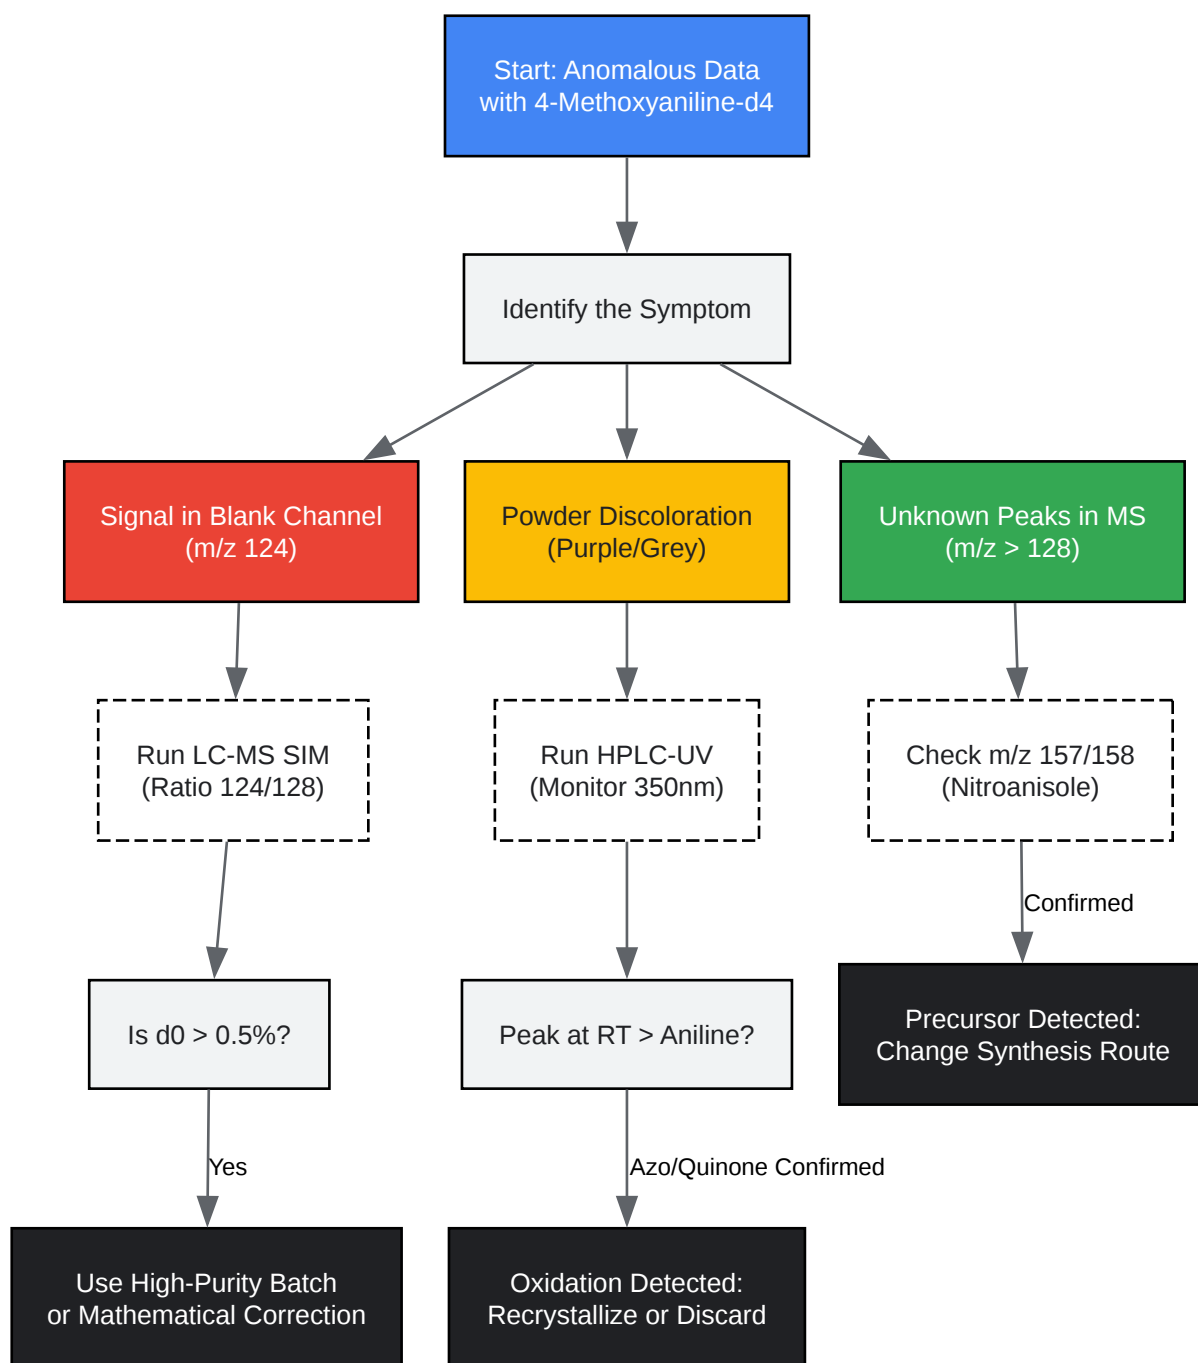 Start: Anomalous Data
with 4-Methoxyaniline-d4
Identify the Symptom
Signal in Blank Channel
(m/z 124)
Powder Discoloration
(Purple/Grey)
Unknown Peaks in MS
(m/z > 128)
Run LC-MS SIM
(Ratio 124/128)
Run HPLC-UV
(Monitor 350nm)
Check m/z 157/158
(Nitroanisole)
Confirmed
Is d0 > 0.5%?
Peak at RT > Aniline?
Precursor Detected:
Change Synthesis Route
Yes
Azo/Quinone Confirmed
Use High-Purity Batch
or Mathematical Correction
Oxidation Detected:
Recrystallize or Discard